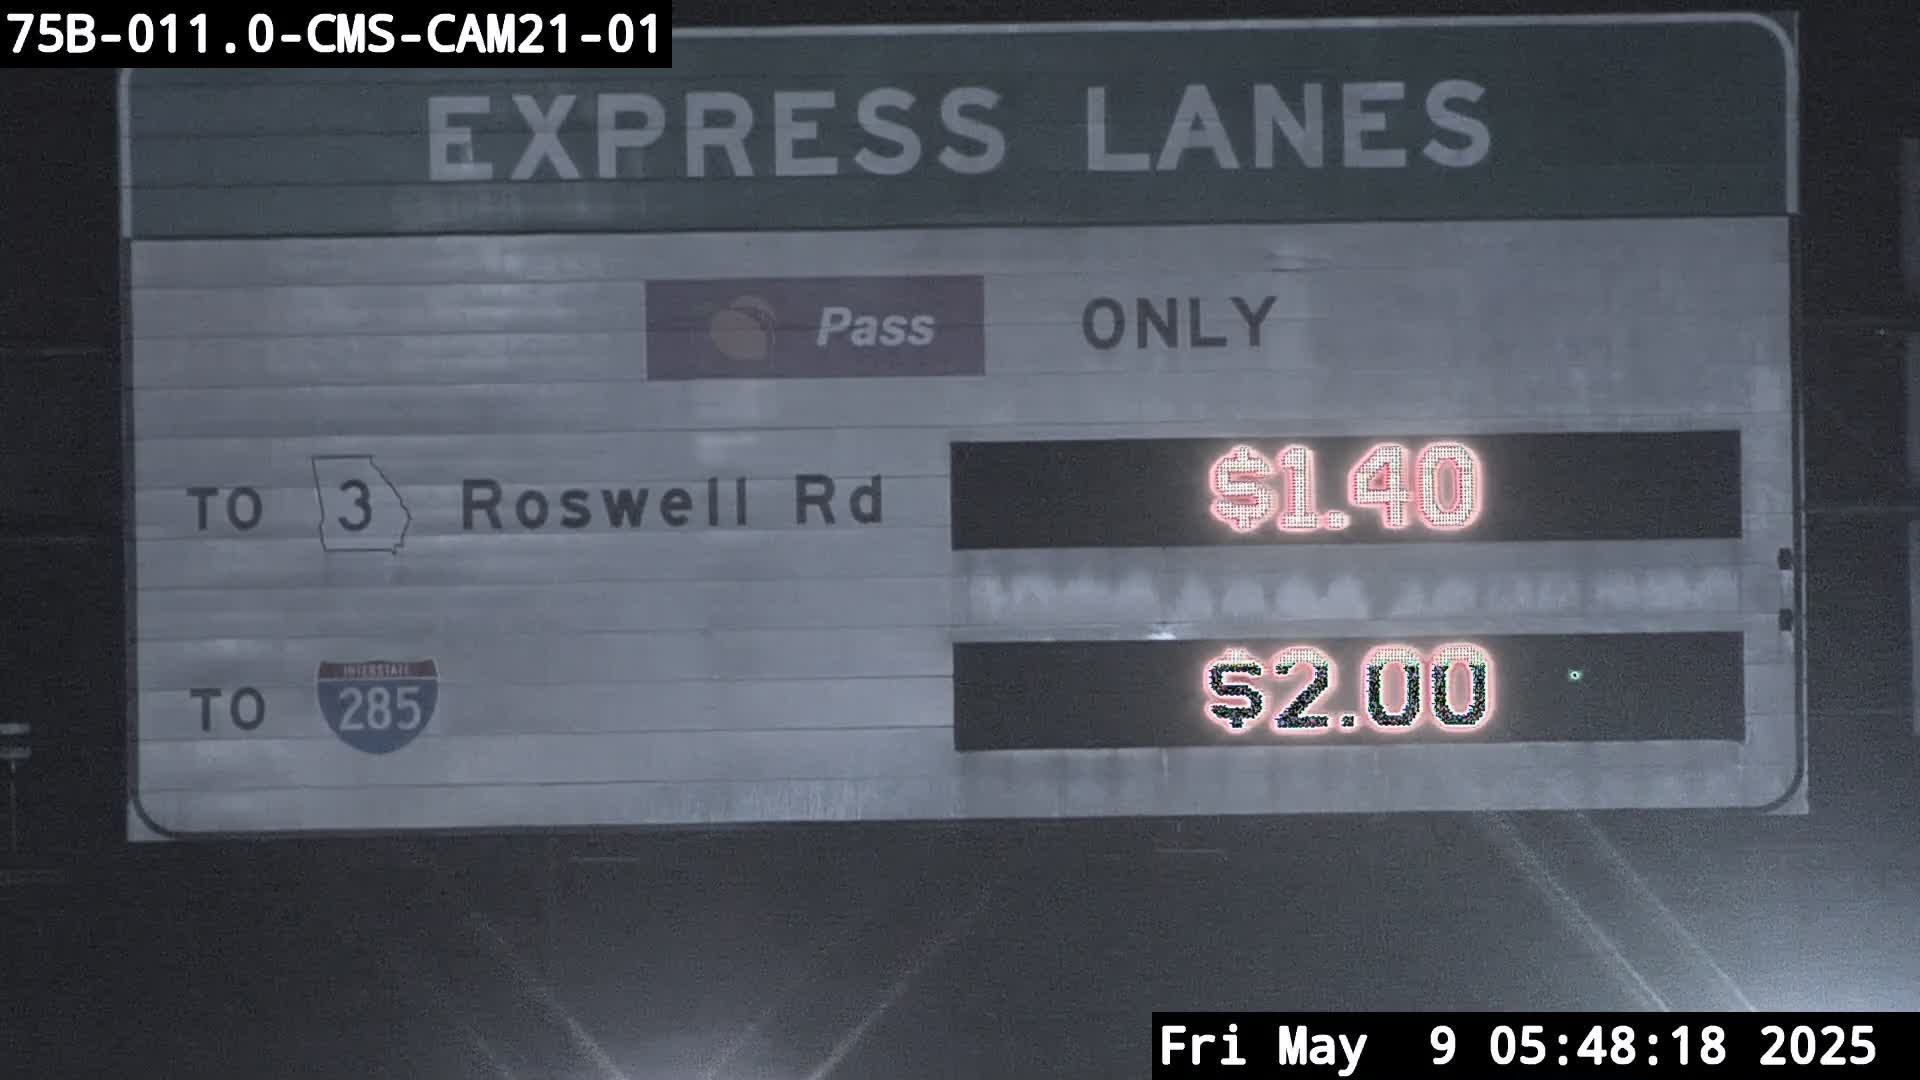 75B-011.0-CMS-CAM21-01
EXPRESS LANES
Pass ONLY
TO 3 Roswell Rd $1.40
INTERSTATE
TO 285 $2.00
Fri May 9 05:48:18 2025